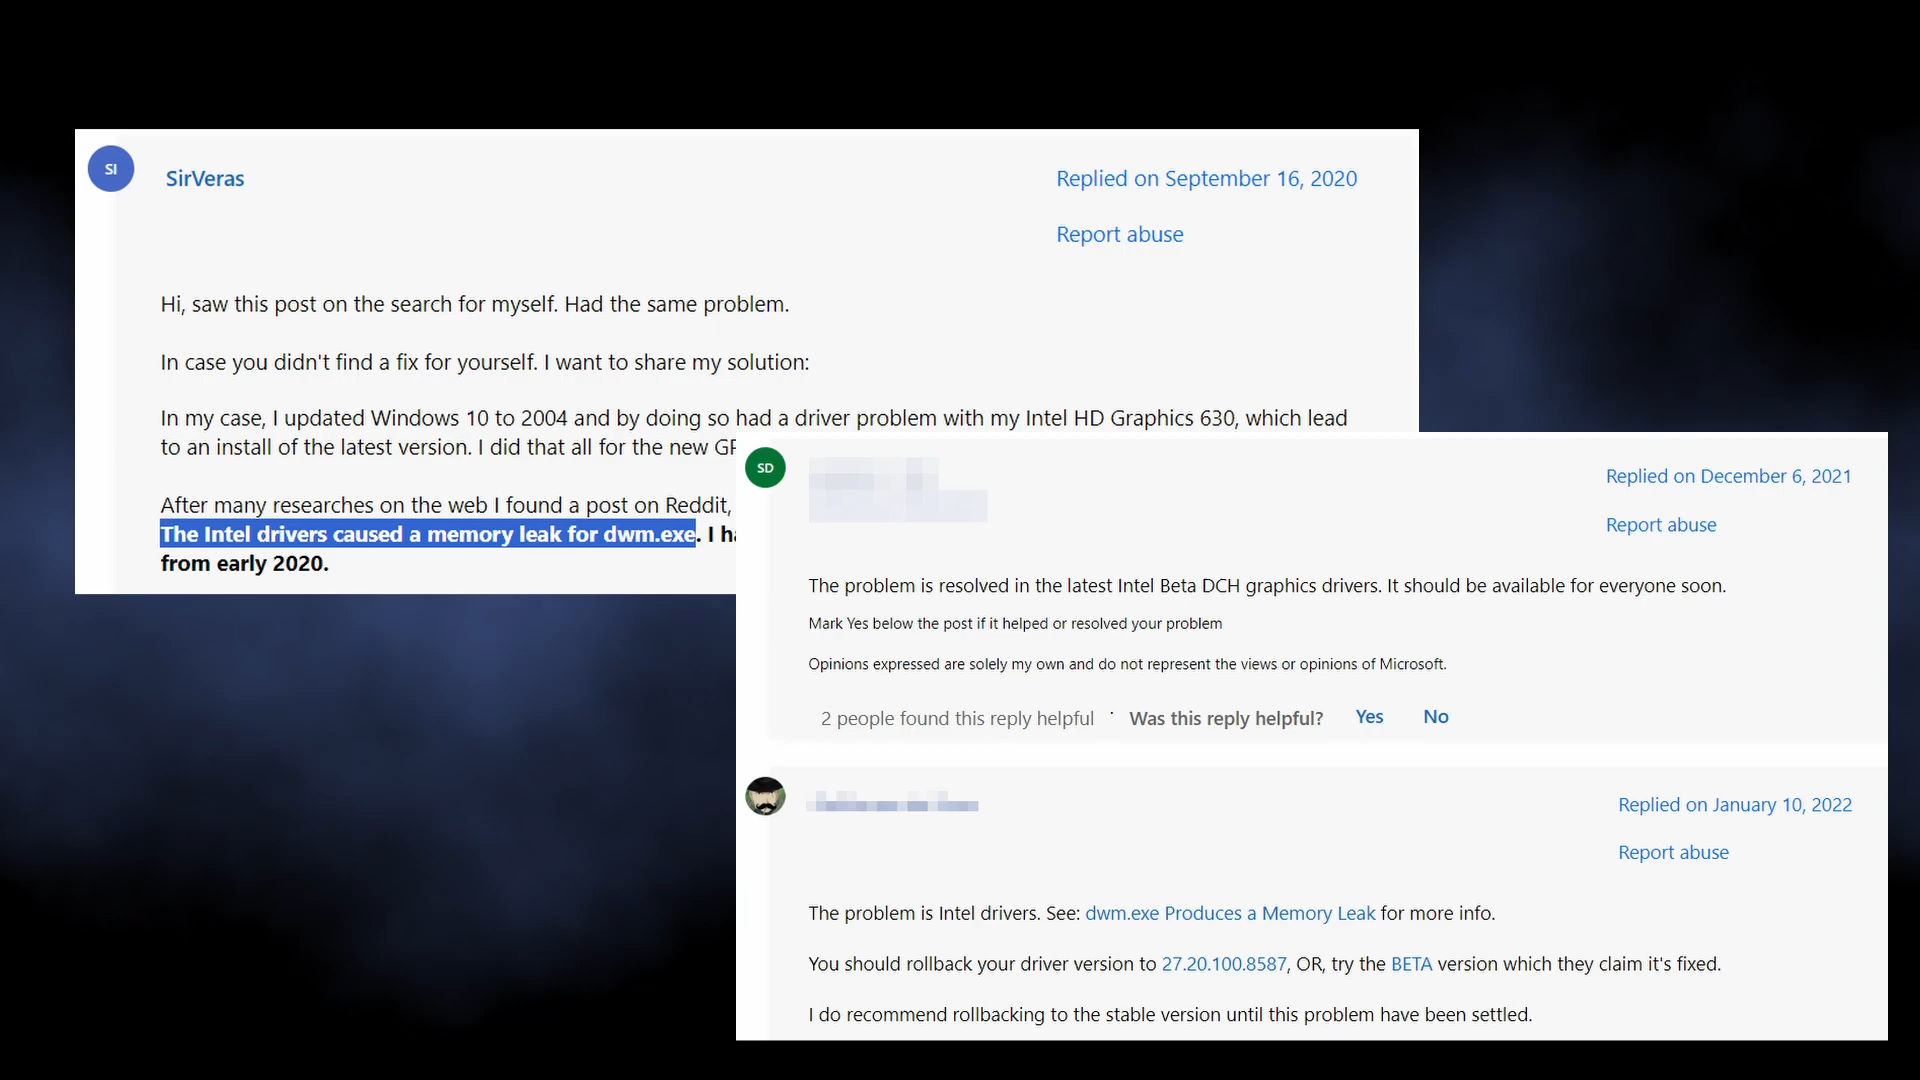 SI
SirVeras
Replied on September 16, 2020
Report abuse
Hi, saw this post on the search for myself. Had the same problem.
In case you didn't find a fix for yourself. I want to share my solution:
In my case, I updated Windows 10 to 2004 and by doing so had a driver problem with my Intel HD Graphics 630, which lead
to an install of the latest version. I did that all for the new
After many researches on the web I found a post on Reddit,
The Intel drivers caused a memory leak for dwm.exe. I
from early 2020.
SD
Replied on December 6, 2021
Report abuse
The problem is resolved in the latest Intel Beta DCH graphics drivers. It should be available for everyone soon.
Mark Yes below the post if it helped or resolved your problem
Opinions expressed are solely my own and do not represent the views or opinions of Microsoft.
2 people found this reply helpful · Was this reply helpful? Yes No
Replied on January 10, 2022
Report abuse
The problem is Intel drivers. See: dwm.exe Produces a Memory Leak for more info.
You should rollback your driver version to 27.20.100.8587, OR, try the BETA version which they claim it's fixed.
I do recommend rollbacking to the stable version until this problem have been settled.